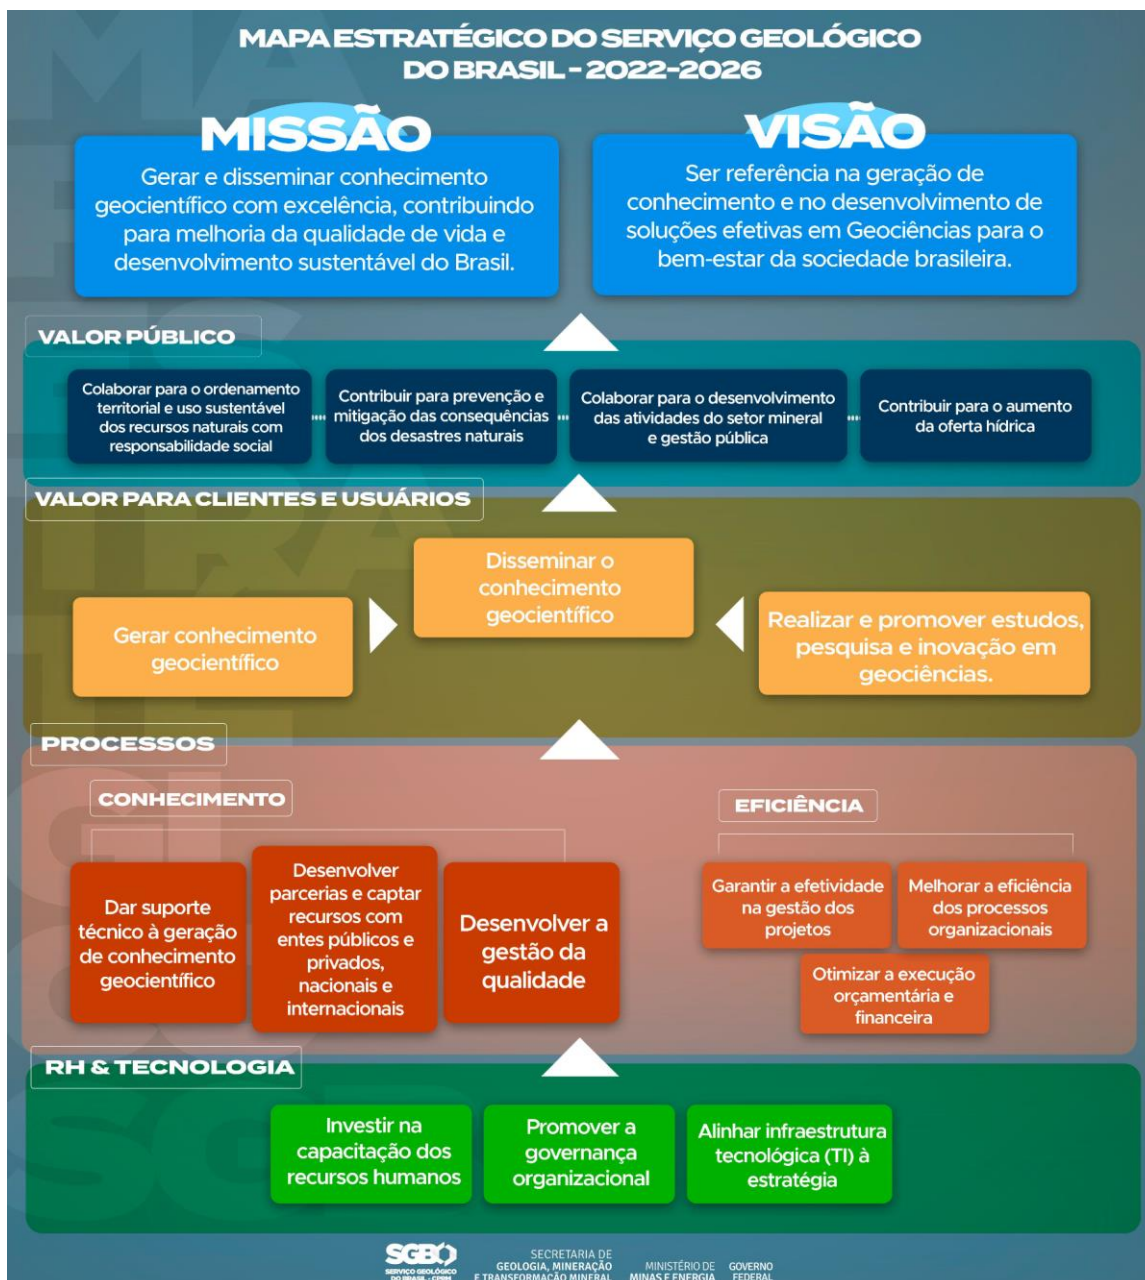 MAPA ESTRATÉGICO DO SERVIÇO GEOLÓGICO
DO BRASIL - 2022-2026
MISSÃO
Gerar e disseminar conhecimento
geocientífico com excelência, contribuindo
para melhoria da qualidade de vida e
desenvolvimento sustentável do Brasil.
VISÃO
Ser referência na geração de
conhecimento e no desenvolvimento de
soluções efetivas em Geociências para o
bem-estar da sociedade brasileira.
VALOR PÚBLICO
Colaborar para o ordenamento
territorial e uso sustentável
dos recursos naturais com
responsabilidade social
Contribuir para prevenção e
mitigação das consequências
dos desastres naturais
Colaborar para o desenvolvimento
das atividades do setor mineral
e gestão pública
Contribuir para o aumento
da oferta hídrica
VALOR PARA CLIENTES E USUÁRIOS
Gerar conhecimento
geocientífico
Disseminar o
conhecimento
geocientífico
Realizar e promover estudos,
pesquisa e inovação em
geociências.
PROCESSOS
CONHECIMENTO
Dar suporte
técnico à geração
de conhecimento
geocientífico
Desenvolver
parcerias e captar
recursos com
entes públicos e
privados,
nacionais e
internacionais
Desenvolver a
gestão da
qualidade
EFICIÊNCIA
Garantir a efetividade
na gestão dos
projetos
Melhorar a eficiência
dos processos
organizacionais
Otimizar a execução
orçamentária e
financeira
RH & TECNOLOGIA
Investir na
capacitação dos
recursos humanos
Promover a
governança
organizacional
Alinhar infraestrutura
tecnológica (TI) à
estratégia
SGB
SERVIÇO GEOLÓGICO
DO BRASIL - CPRM
SECRETARIA DE
GEOLOGIA, MINERAÇÃO
E TRANSFORMAÇÃO MINERAL
MINISTÉRIO DE
MINAS E ENERGIA
GOVERNO
FEDERAL